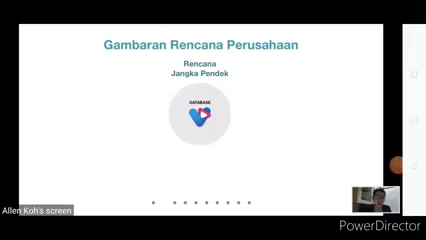 Gambaran Rencana Perusahaan
Rencana
Jangka Pendek
DATABASE
Allen Koh's screen
PowerDirector